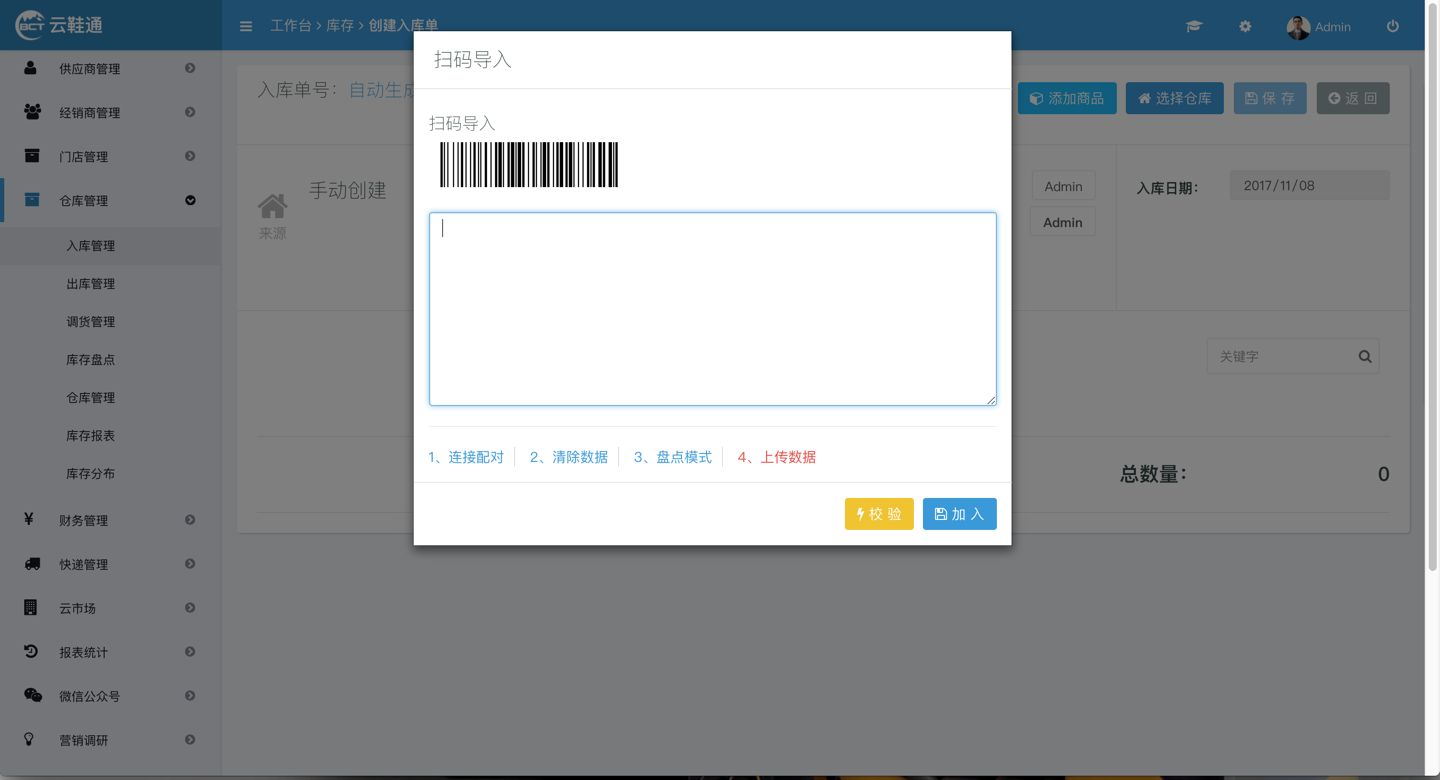 BCT 云鞋通
工作台 > 库存 > 创建入库单
Admin
供应商管理
经销商管理
门店管理
仓库管理
入库管理
出库管理
调货管理
库存盘点
仓库管理
库存报表
库存分布
财务管理
快递管理
云市场
报表统计
微信公众号
营销调研
入库单号: 自动生成
添加商品
选择仓库
保 存
返 回
手动创建
来源
Admin
Admin
入库日期:
2017/11/08
关键字
总数量:
0
扫码导入
扫码导入
1、连接配对
2、清除数据
3、盘点模式
4、上传数据
校 验
加 入